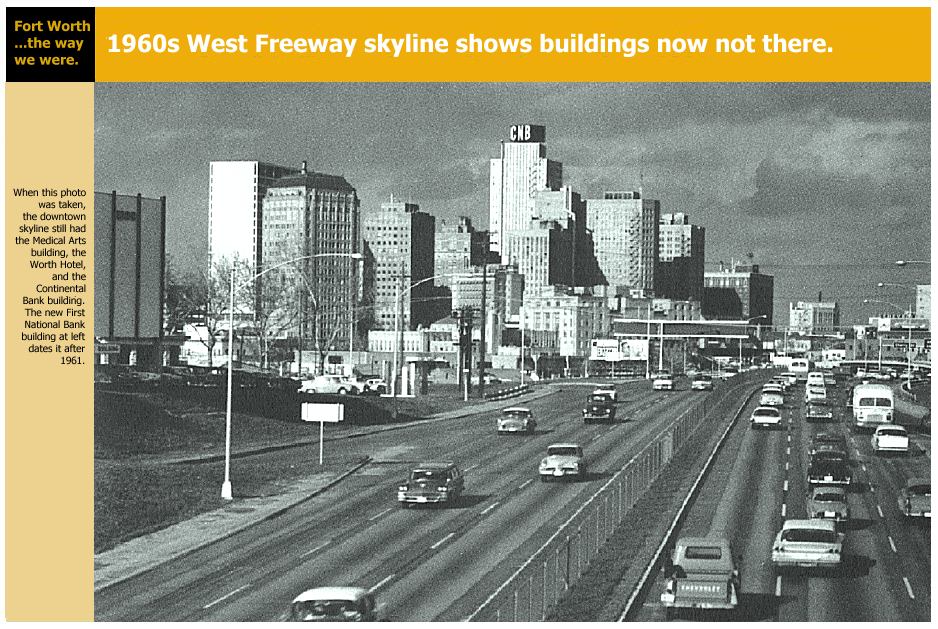 Fort Worth
...the way
we were.
1960s West Freeway skyline shows buildings now not there.
When this photo
was taken,
the downtown
skyline still had
the Medical Arts
building, the
Worth Hotel,
and the
Continental
Bank building.
The new First
National Bank
building at left
dates it after
1961.
CNB
CHEVROLET